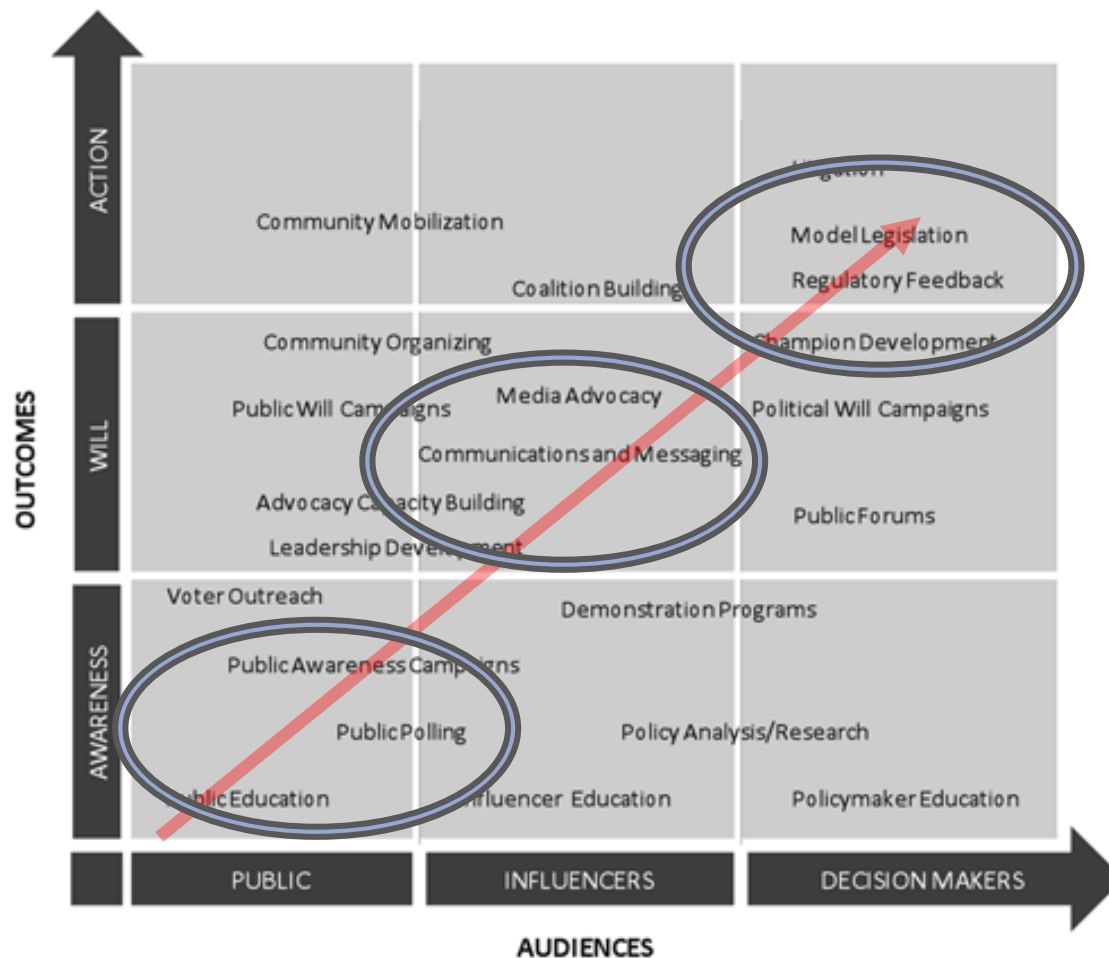 ACTION
Litigation
Community Mobilization
Model Legislation
Regulatory Feedback
Coalition Building
OUTCOMES
WILL
Community Organizing
Champion Development
Media Advocacy
Public Will Campaigns
Political Will Campaigns
Communications and Messaging
Advocacy Capacity Building
Public Forums
Leadership Development
AWARENESS
Voter Outreach
Demonstration Programs
Public Awareness Campaigns
Public Polling
Policy Analysis/Research
Public Education
Influencer Education
Policymaker Education
PUBLIC
INFLUENCERS
DECISION MAKERS
AUDIENCES